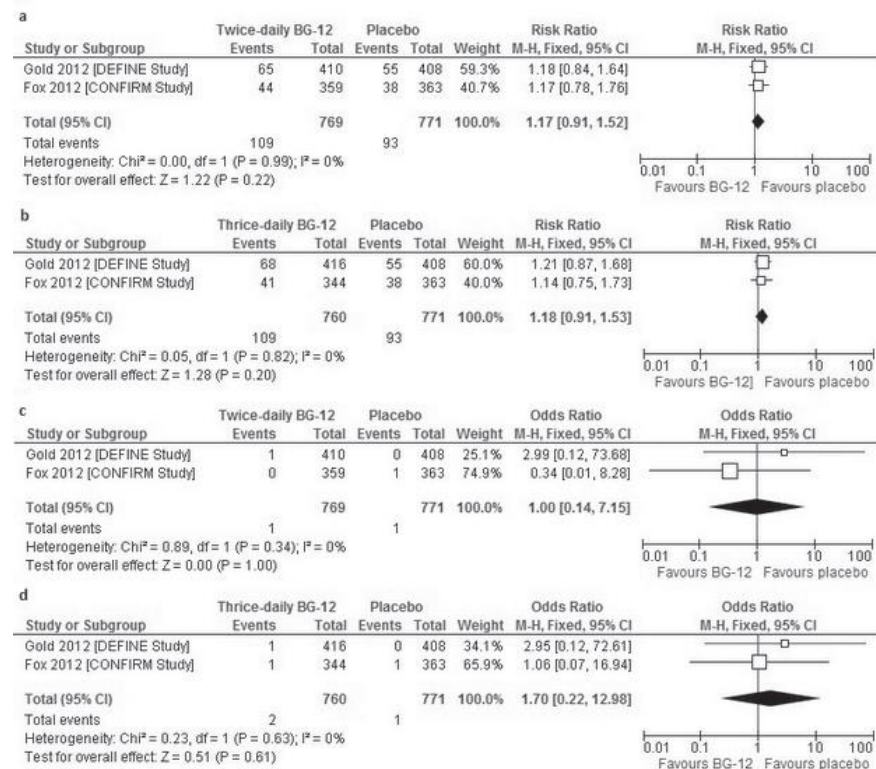 a
Twice-daily BG-12 Placebo Risk Ratio Risk Ratio
Study or Subgroup Events Total Events Total Weight M-H, Fixed, 95% CI M-H, Fixed, 95% CI
Gold 2012 [DEFINE Study] 65 410 55 408 59.3% 1.18 [0.84, 1.64]
Fox 2012 [CONFIRM Study] 44 359 38 363 40.7% 1.17 [0.78, 1.76]
Total (95% CI) 769 771 100.0% 1.17 [0.91, 1.52]
Total events 109 93
Heterogeneity: Chi² = 0.00, df = 1 (P = 0.99); I² = 0%
Test for overall effect: Z = 1.22 (P = 0.22)
0.01 0.1 1 10 100
Favours BG-12 Favours placebo
b
Thrice-daily BG-12 Placebo Risk Ratio Risk Ratio
Study or Subgroup Events Total Events Total Weight M-H, Fixed, 95% CI M-H, Fixed, 95% CI
Gold 2012 [DEFINE Study] 68 416 55 408 60.0% 1.21 [0.87, 1.68]
Fox 2012 [CONFIRM Study] 41 344 38 363 40.0% 1.14 [0.75, 1.73]
Total (95% CI) 760 771 100.0% 1.18 [0.91, 1.53]
Total events 109 93
Heterogeneity: Chi² = 0.05, df = 1 (P = 0.82); I² = 0%
Test for overall effect: Z = 1.28 (P = 0.20)
0.01 0.1 1 10 100
Favours BG-12] Favours placebo
c
Twice-daily BG-12 Placebo Odds Ratio Odds Ratio
Study or Subgroup Events Total Events Total Weight M-H, Fixed, 95% CI M-H, Fixed, 95% CI
Gold 2012 [DEFINE Study] 1 410 0 408 25.1% 2.99 [0.12, 73.68]
Fox 2012 [CONFIRM Study] 0 359 1 363 74.9% 0.34 [0.01, 8.28]
Total (95% CI) 769 771 100.0% 1.00 [0.14, 7.15]
Total events 1 1
Heterogeneity: Chi² = 0.89, df = 1 (P = 0.34); I² = 0%
Test for overall effect: Z = 0.00 (P = 1.00)
0.01 0.1 1 10 100
Favours BG-12 Favours placebo
d
Thrice-daily BG-12 Placebo Odds Ratio Odds Ratio
Study or Subgroup Events Total Events Total Weight M-H, Fixed, 95% CI M-H, Fixed, 95% CI
Gold 2012 [DEFINE Study] 1 416 0 408 34.1% 2.95 [0.12, 72.61]
Fox 2012 [CONFIRM Study] 1 344 1 363 65.9% 1.06 [0.07, 16.94]
Total (95% CI) 760 771 100.0% 1.70 [0.22, 12.98]
Total events 2 1
Heterogeneity: Chi² = 0.23, df = 1 (P = 0.63); I² = 0%
Test for overall effect: Z = 0.51 (P = 0.61)
0.01 0.1 1 10 100
Favours BG-12 Favours placebo